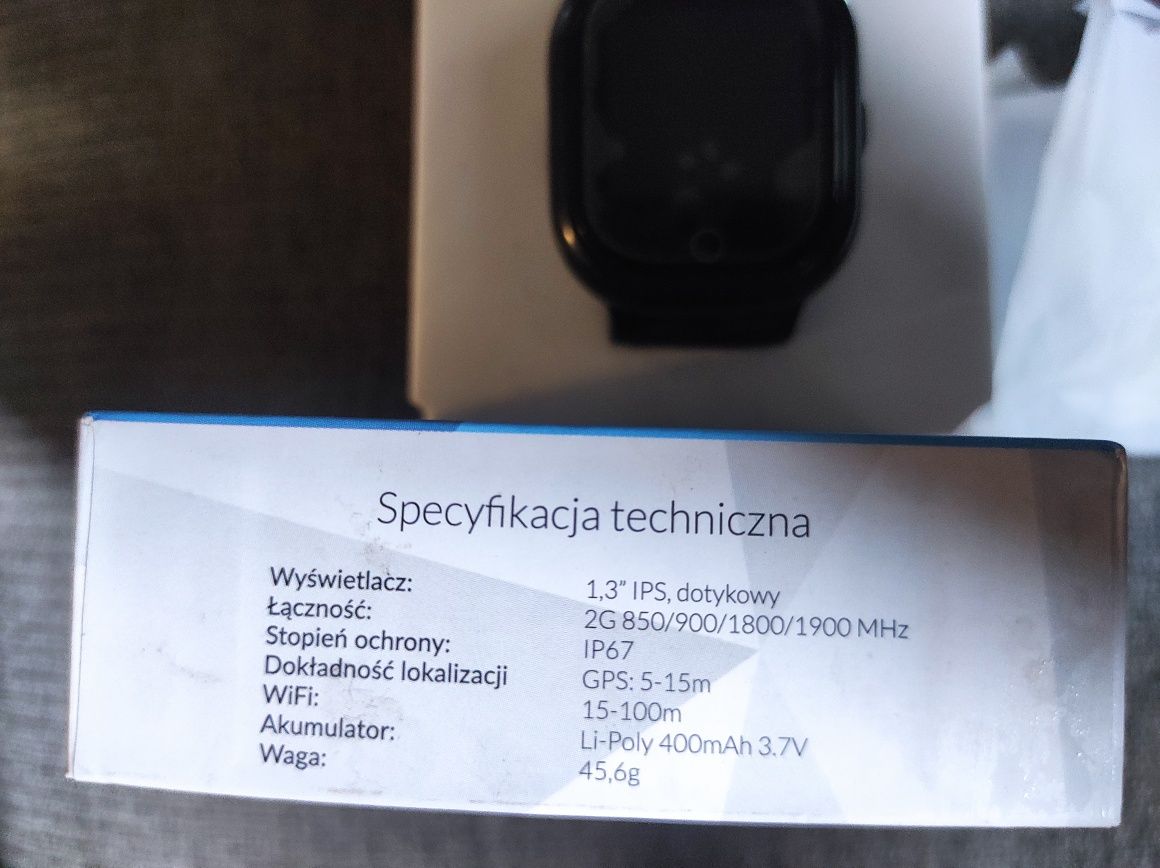 Specyfikacja techniczna
Wyświetlacz: 1,3” IPS, dotykowy
Łączność: 2G 850/900/1800/1900 MHz
Stopień ochrony: IP67
Dokładność lokalizacji GPS: 5-15m
WiFi: 15-100m
Akumulator: Li-Poly 400mAh 3.7V
Waga: 45,6g